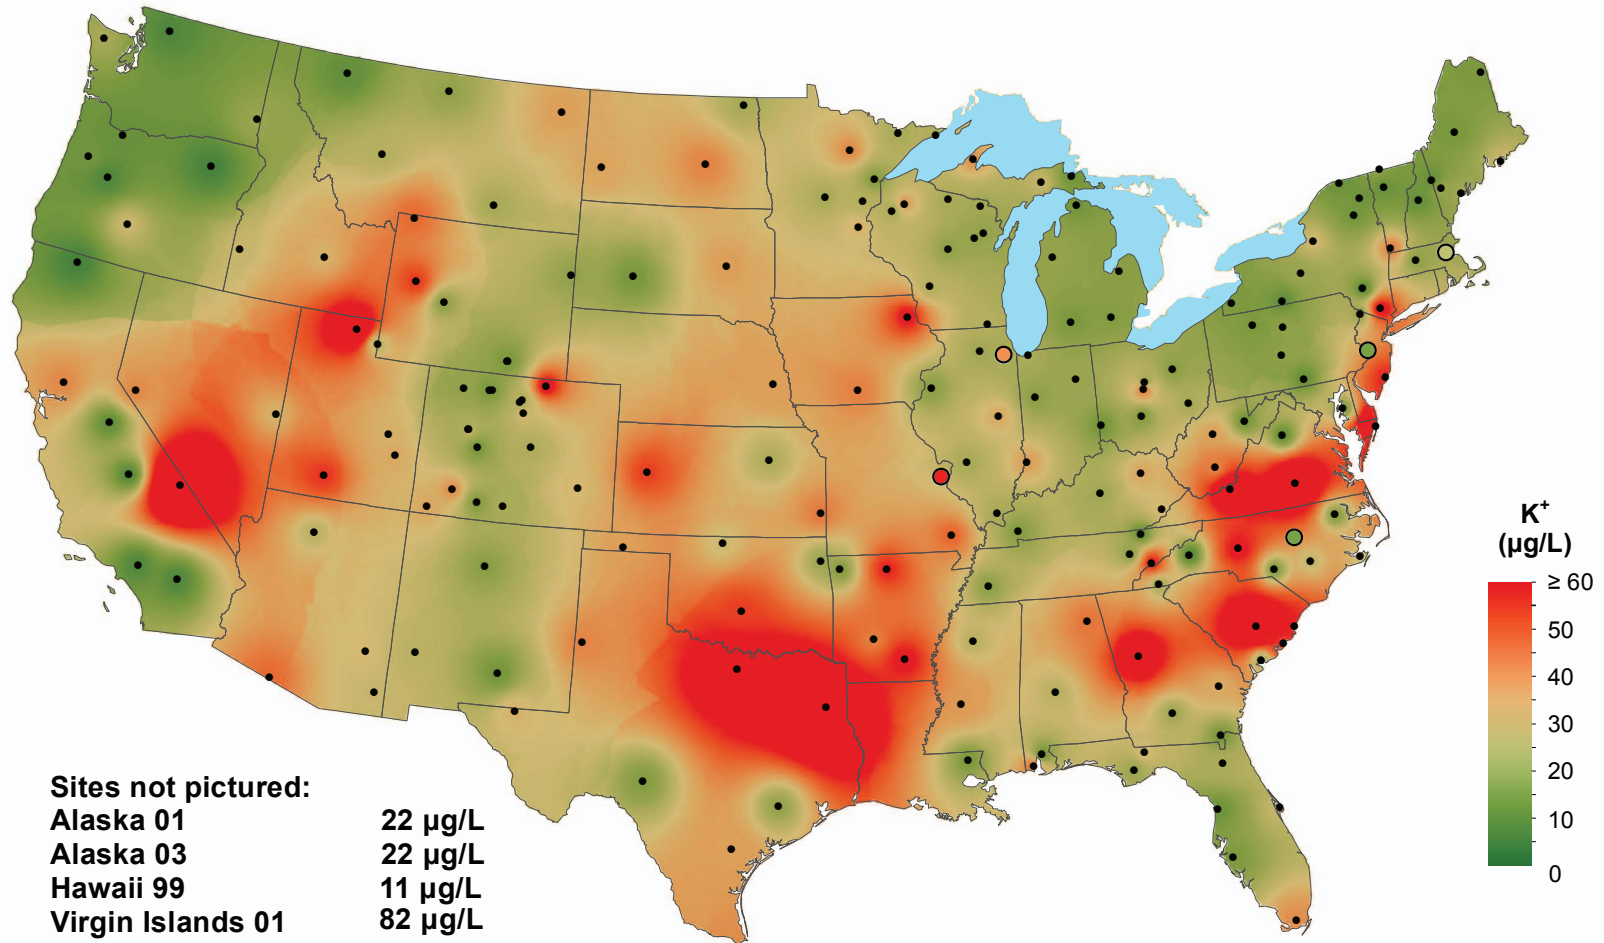 K⁺
(µg/L)
≥ 60
50
40
30
20
10
0
Sites not pictured:
Alaska 01 22 µg/L
Alaska 03 22 µg/L
Hawaii 99 11 µg/L
Virgin Islands 01 82 µg/L